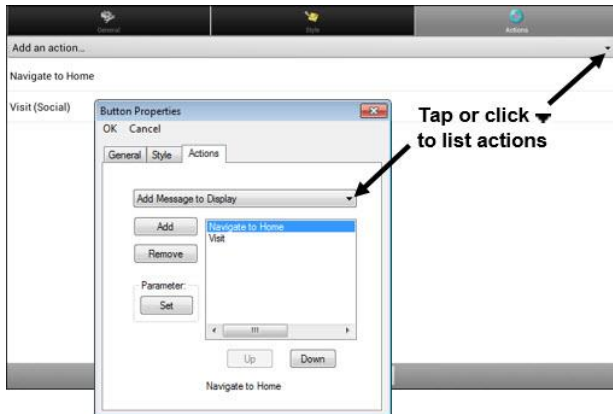 General
Style
Actions
Add an action...
Navigate to Home
Visit (Social)
Tap or click
to list actions
Button Properties
OK Cancel
General Style Actions
Add Message to Display
Add
Remove
Navigate to Home
Visit
Parameter:
Set
Up Down
Navigate to Home